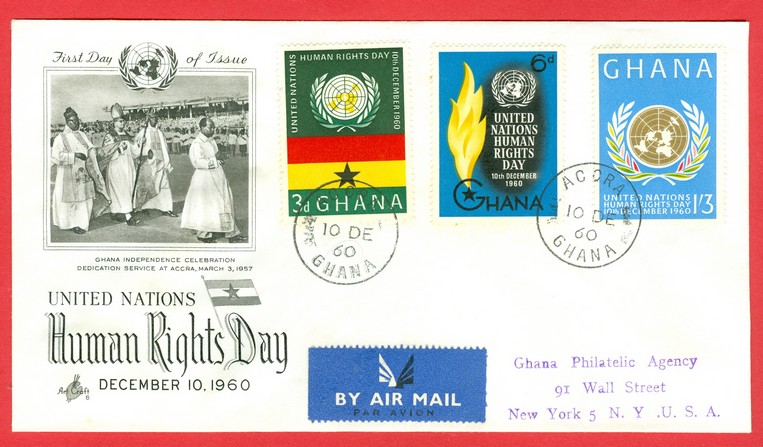 First Day of Issue
GHANA INDEPENDENCE CELEBRATION
DEDICATION SERVICE AT ACCRA, MARCH 3, 1957
UNITED NATIONS
Human Rights Day
DECEMBER 10, 1960
Art Craft
UNITED NATIONS
HUMAN RIGHTS DAY
10th DECEMBER 1960
3d GHANA
10 DE
60
GHANA
6d
UNITED
NATIONS
HUMAN
RIGHTS
DAY
10th DECEMBER
1960
GHANA
GHANA
UNITED NATIONS
HUMAN RIGHTS DAY
10th DECEMBER 1960
1/3
ACCRA
10 DE
60
GHANA
BY AIR MAIL
PAR AVION
Ghana Philatelic Agency
91 Wall Street
New York 5 N. Y .U. S. A.